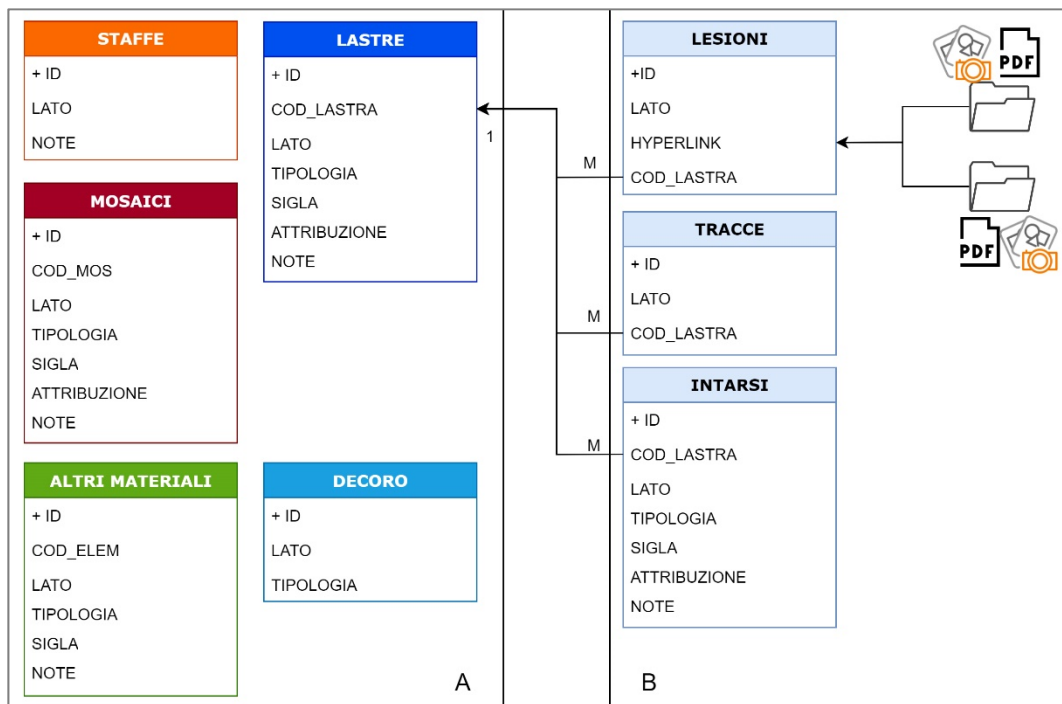 STAFFE
+ ID
LATO
NOTE
LASTRE
+ ID
COD_LASTRA
LATO
TIPOLOGIA
SIGLA
ATTRIBUZIONE
NOTE
1
MOSAICI
+ ID
COD_MOS
LATO
TIPOLOGIA
SIGLA
ATTRIBUZIONE
NOTE
ALTRI MATERIALI
+ ID
COD_ELEM
LATO
TIPOLOGIA
SIGLA
NOTE
DECORO
+ ID
LATO
TIPOLOGIA
A
LESIONI
+ID
LATO
HYPERLINK
COD_LASTRA
M
TRACCE
+ ID
LATO
COD_LASTRA
M
INTARSI
+ ID
COD_LASTRA
LATO
TIPOLOGIA
SIGLA
ATTRIBUZIONE
NOTE
M
B
PDF
PDF